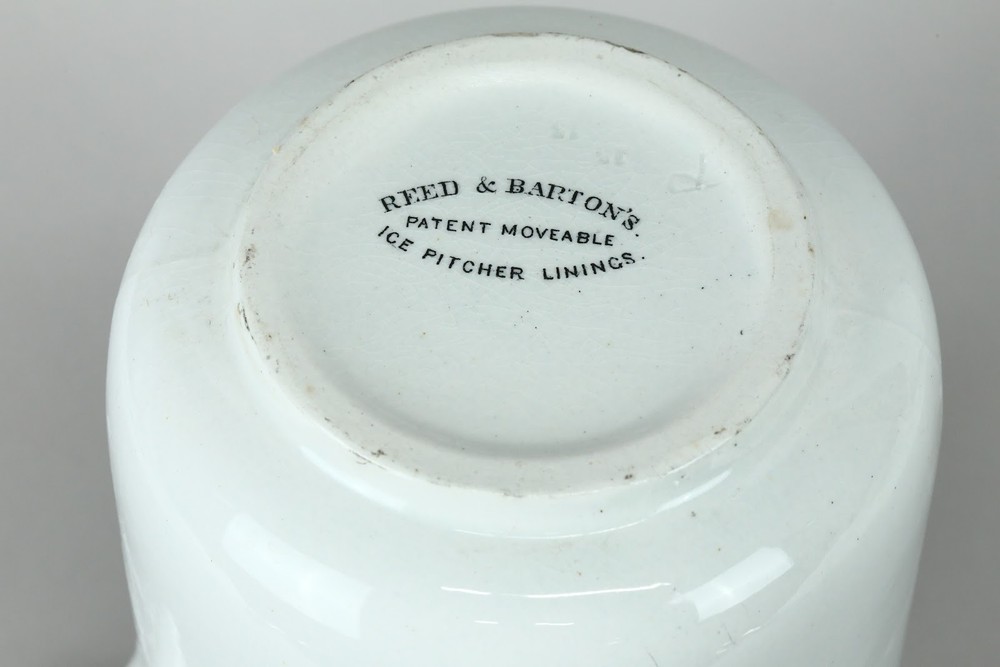 REED & BARTON'S.
PATENT MOVEABLE
ICE PITCHER LININGS.